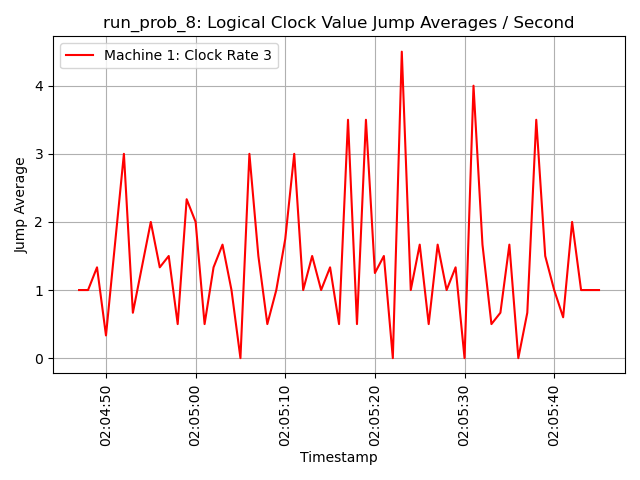 run_prob_8: Logical Clock Value Jump Averages / Second
Machine 1: Clock Rate 3
Jump Average
4
3
2
1
0
02:04:50
02:05:00
02:05:10
02:05:20
02:05:30
02:05:40
Timestamp